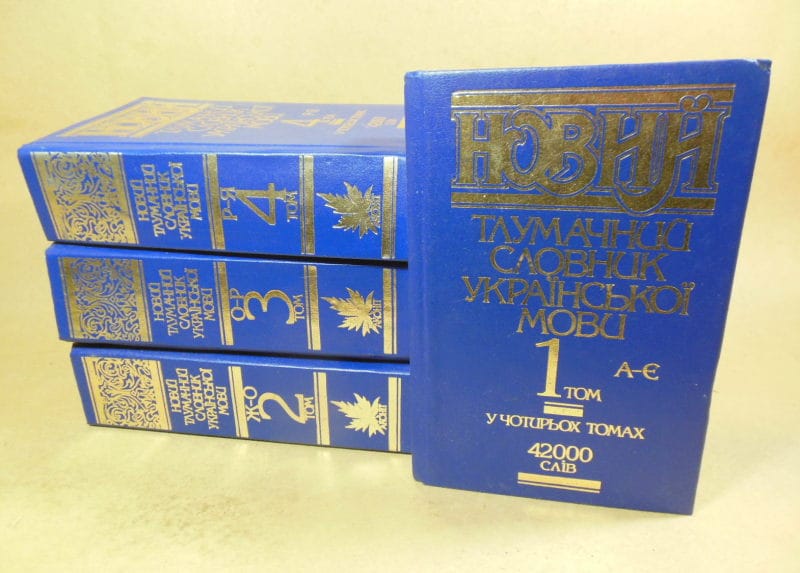 НОВИЙ
ТЛУМАЧНИЙ
СЛОВНИК
УКРАЇНСЬКОЇ
МОВИ
1 ТОМ
А-Є
У ЧОТИРЬОХ ТОМАХ
42000
СЛІВ
НОВИЙ
ТЛУМАЧНИЙ
СЛОВНИК
УКРАЇНСЬКОЇ
МОВИ
Р-Я
4
ТОМ
НОВИЙ
ТЛУМАЧНИЙ
СЛОВНИК
УКРАЇНСЬКОЇ
МОВИ
О-Р
3
ТОМ
НОВИЙ
ТЛУМАЧНИЙ
СЛОВНИК
УКРАЇНСЬКОЇ
МОВИ
Ж-О
2
ТОМ